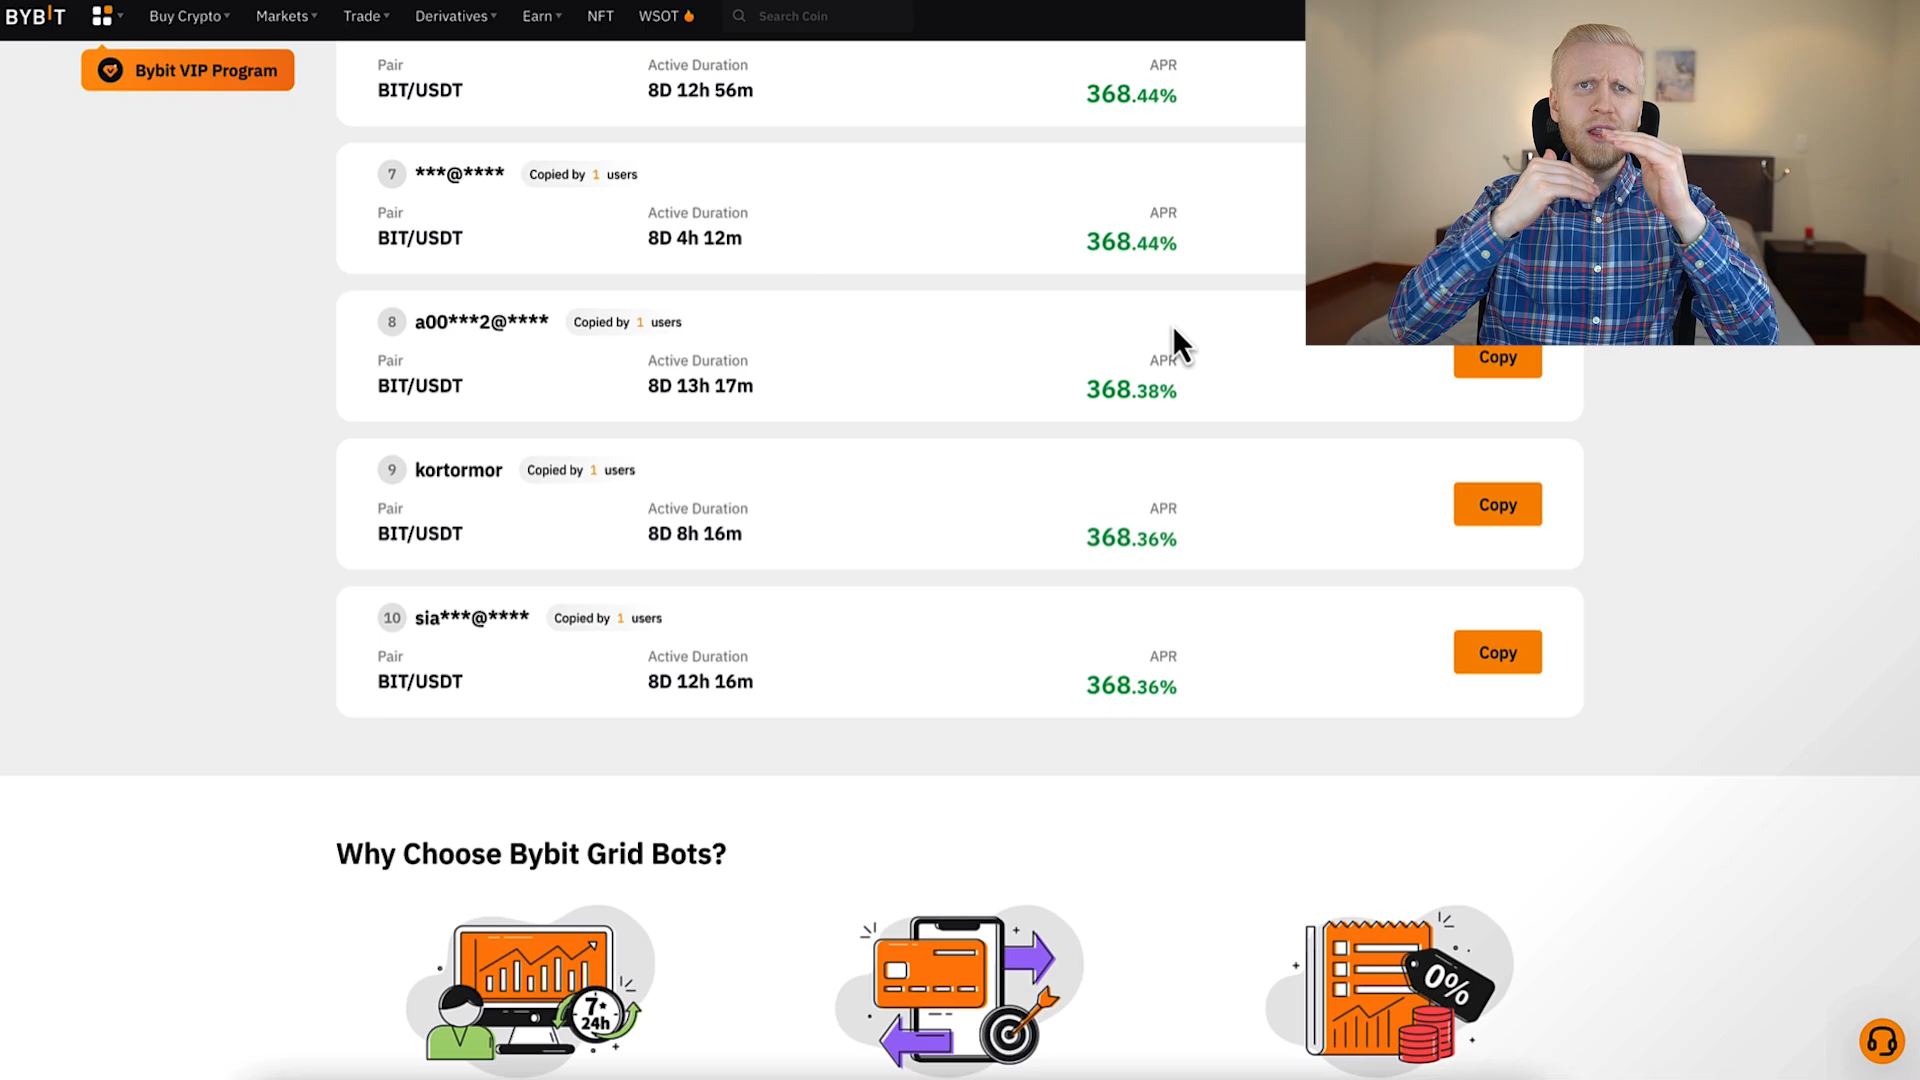 BYBIT Buy Crypto Markets Trade Derivatives Earn NFT WSOT Search Coin
Bybit VIP Program
Pair Active Duration APR
BIT/USDT 8D 12h 56m 368.44%
7 ***@**** Copied by 1 users
Pair Active Duration APR
BIT/USDT 8D 4h 12m 368.44%
8 a00***2@**** Copied by 1 users
Pair Active Duration APR
BIT/USDT 8D 13h 17m 368.38%
Copy
9 kortormor Copied by 1 users
Pair Active Duration APR
BIT/USDT 8D 8h 16m 368.36%
Copy
10 sia***@**** Copied by 1 users
Pair Active Duration APR
BIT/USDT 8D 12h 16m 368.36%
Copy
Why Choose Bybit Grid Bots?
7*
24h
0%